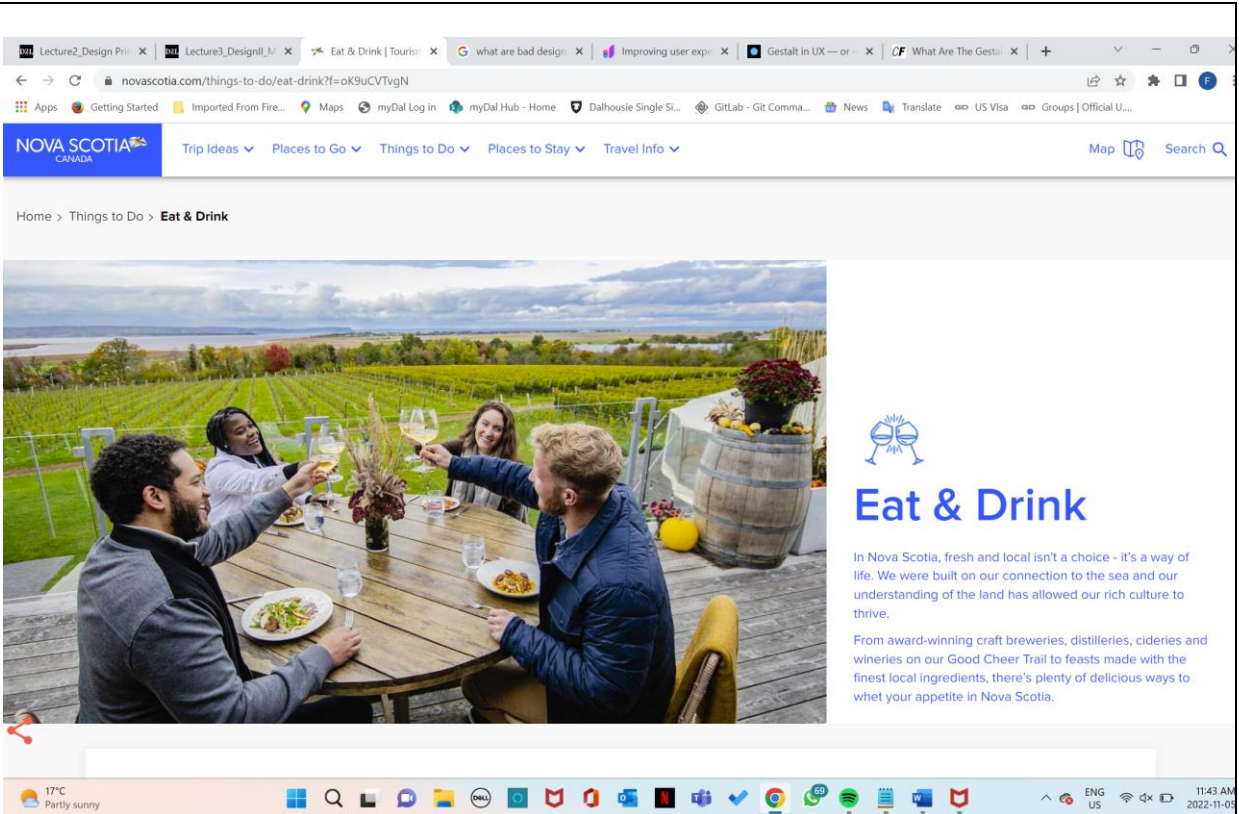 Lecture2_Design Prin
Lecture3_DesignII_M
Eat & Drink | Tourism
what are bad design
Improving user expe
Gestalt in UX — or –
What Are The Gestal
novascotia.com/things-to-do/eat-drink?f=oK9uCVTvgN
Apps Getting Started Imported From Fire... Maps myDal Log in myDal Hub - Home Dalhousie Single Si... GitLab - Git Comma... News Translate US VIsa Groups | Official U....
NOVA SCOTIA
CANADA
Trip Ideas Places to Go Things to Do Places to Stay Travel Info Map Search
Home > Things to Do > Eat & Drink
Eat & Drink
In Nova Scotia, fresh and local isn't a choice - it's a way of
life. We were built on our connection to the sea and our
understanding of the land has allowed our rich culture to
thrive.
From award-winning craft breweries, distilleries, cideries and
wineries on our Good Cheer Trail to feasts made with the
finest local ingredients, there's plenty of delicious ways to
whet your appetite in Nova Scotia.
17°C
Partly sunny
DELL
69
ENG
US
11:43 AM
2022-11-05